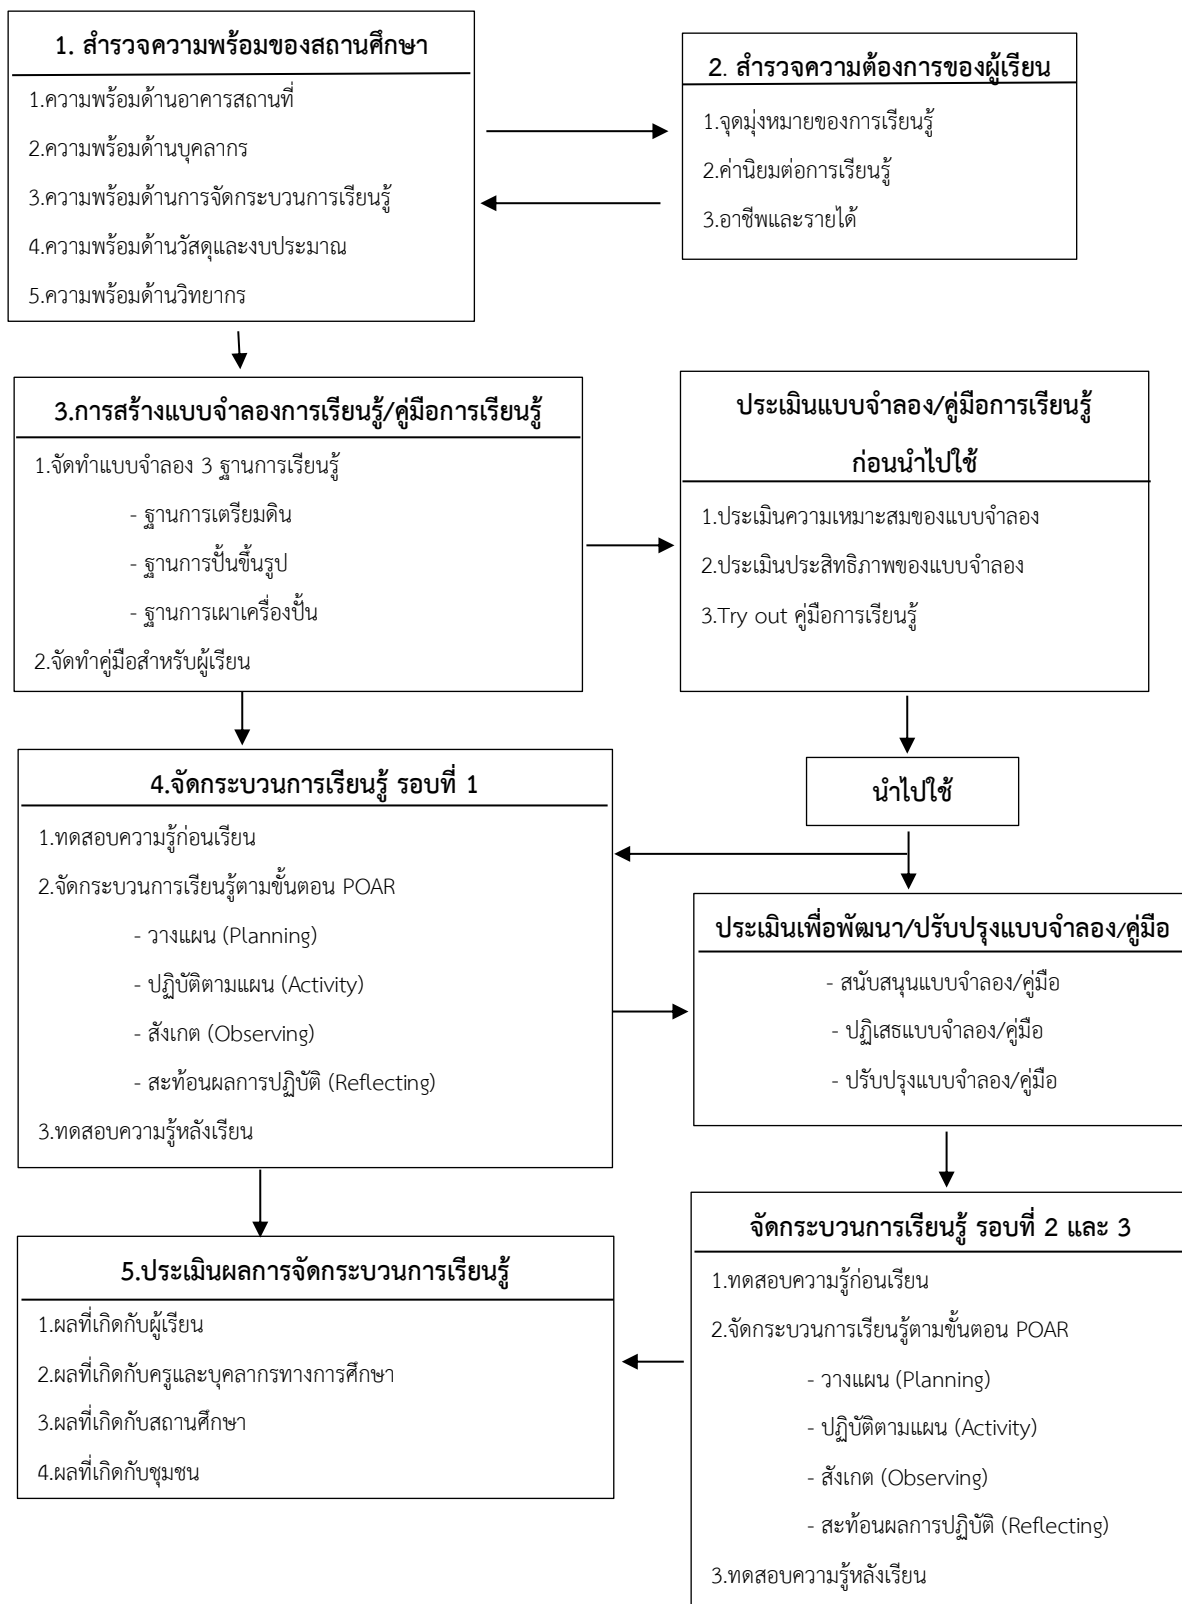 1. สำรวจความพร้อมของสถานศึกษา
1.ความพร้อมด้านอาคารสถานที่
2.ความพร้อมด้านบุคลากร
3.ความพร้อมด้านการจัดกระบวนการเรียนรู้
4.ความพร้อมด้านวัสดุและงบประมาณ
5.ความพร้อมด้านวิทยากร
2. สำรวจความต้องการของผู้เรียน
1.จุดมุ่งหมายของการเรียนรู้
2.ค่านิยมต่อการเรียนรู้
3.อาชีพและรายได้
3.การสร้างแบบจำลองการเรียนรู้/คู่มือการเรียนรู้
1.จัดทำแบบจำลอง 3 ฐานการเรียนรู้
- ฐานการเตรียมดิน
- ฐานการปั้นขึ้นรูป
- ฐานการเผาเครื่องปั้น
2.จัดทำคู่มือสำหรับผู้เรียน
ประเมินแบบจำลอง/คู่มือการเรียนรู้
ก่อนนำไปใช้
1.ประเมินความเหมาะสมของแบบจำลอง
2.ประเมินประสิทธิภาพของแบบจำลอง
3.Try out คู่มือการเรียนรู้
นำไปใช้
4.จัดกระบวนการเรียนรู้ รอบที่ 1
1.ทดสอบความรู้ก่อนเรียน
2.จัดกระบวนการเรียนรู้ตามขั้นตอน POAR
- วางแผน (Planning)
- ปฏิบัติตามแผน (Activity)
- สังเกต (Observing)
- สะท้อนผลการปฏิบัติ (Reflecting)
3.ทดสอบความรู้หลังเรียน
ประเมินเพื่อพัฒนา/ปรับปรุงแบบจำลอง/คู่มือ
- สนับสนุนแบบจำลอง/คู่มือ
- ปฏิเสธแบบจำลอง/คู่มือ
- ปรับปรุงแบบจำลอง/คู่มือ
5.ประเมินผลการจัดกระบวนการเรียนรู้
1.ผลที่เกิดกับผู้เรียน
2.ผลที่เกิดกับครูและบุคลากรทางการศึกษา
3.ผลที่เกิดกับสถานศึกษา
4.ผลที่เกิดกับชุมชน
จัดกระบวนการเรียนรู้ รอบที่ 2 และ 3
1.ทดสอบความรู้ก่อนเรียน
2.จัดกระบวนการเรียนรู้ตามขั้นตอน POAR
- วางแผน (Planning)
- ปฏิบัติตามแผน (Activity)
- สังเกต (Observing)
- สะท้อนผลการปฏิบัติ (Reflecting)
3.ทดสอบความรู้หลังเรียน